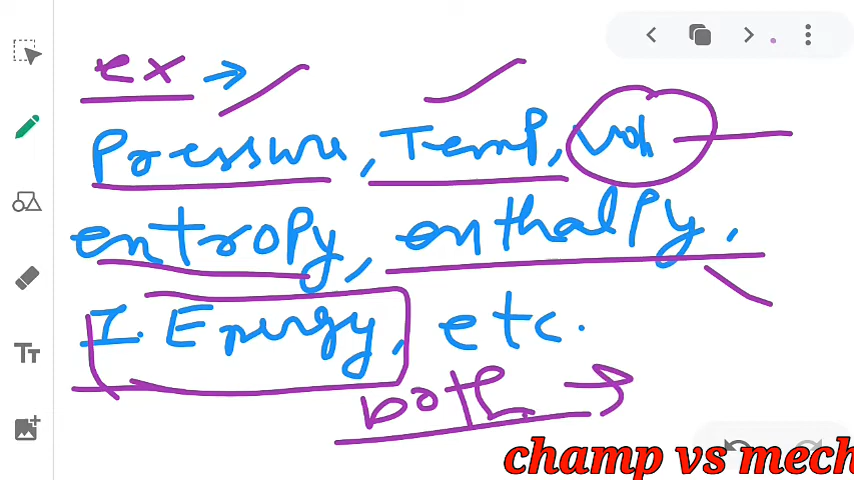 ex →
Pressure, Temp, vol
entropy, enthalpy,
I. Energy, etc.
both →
champ vs mech